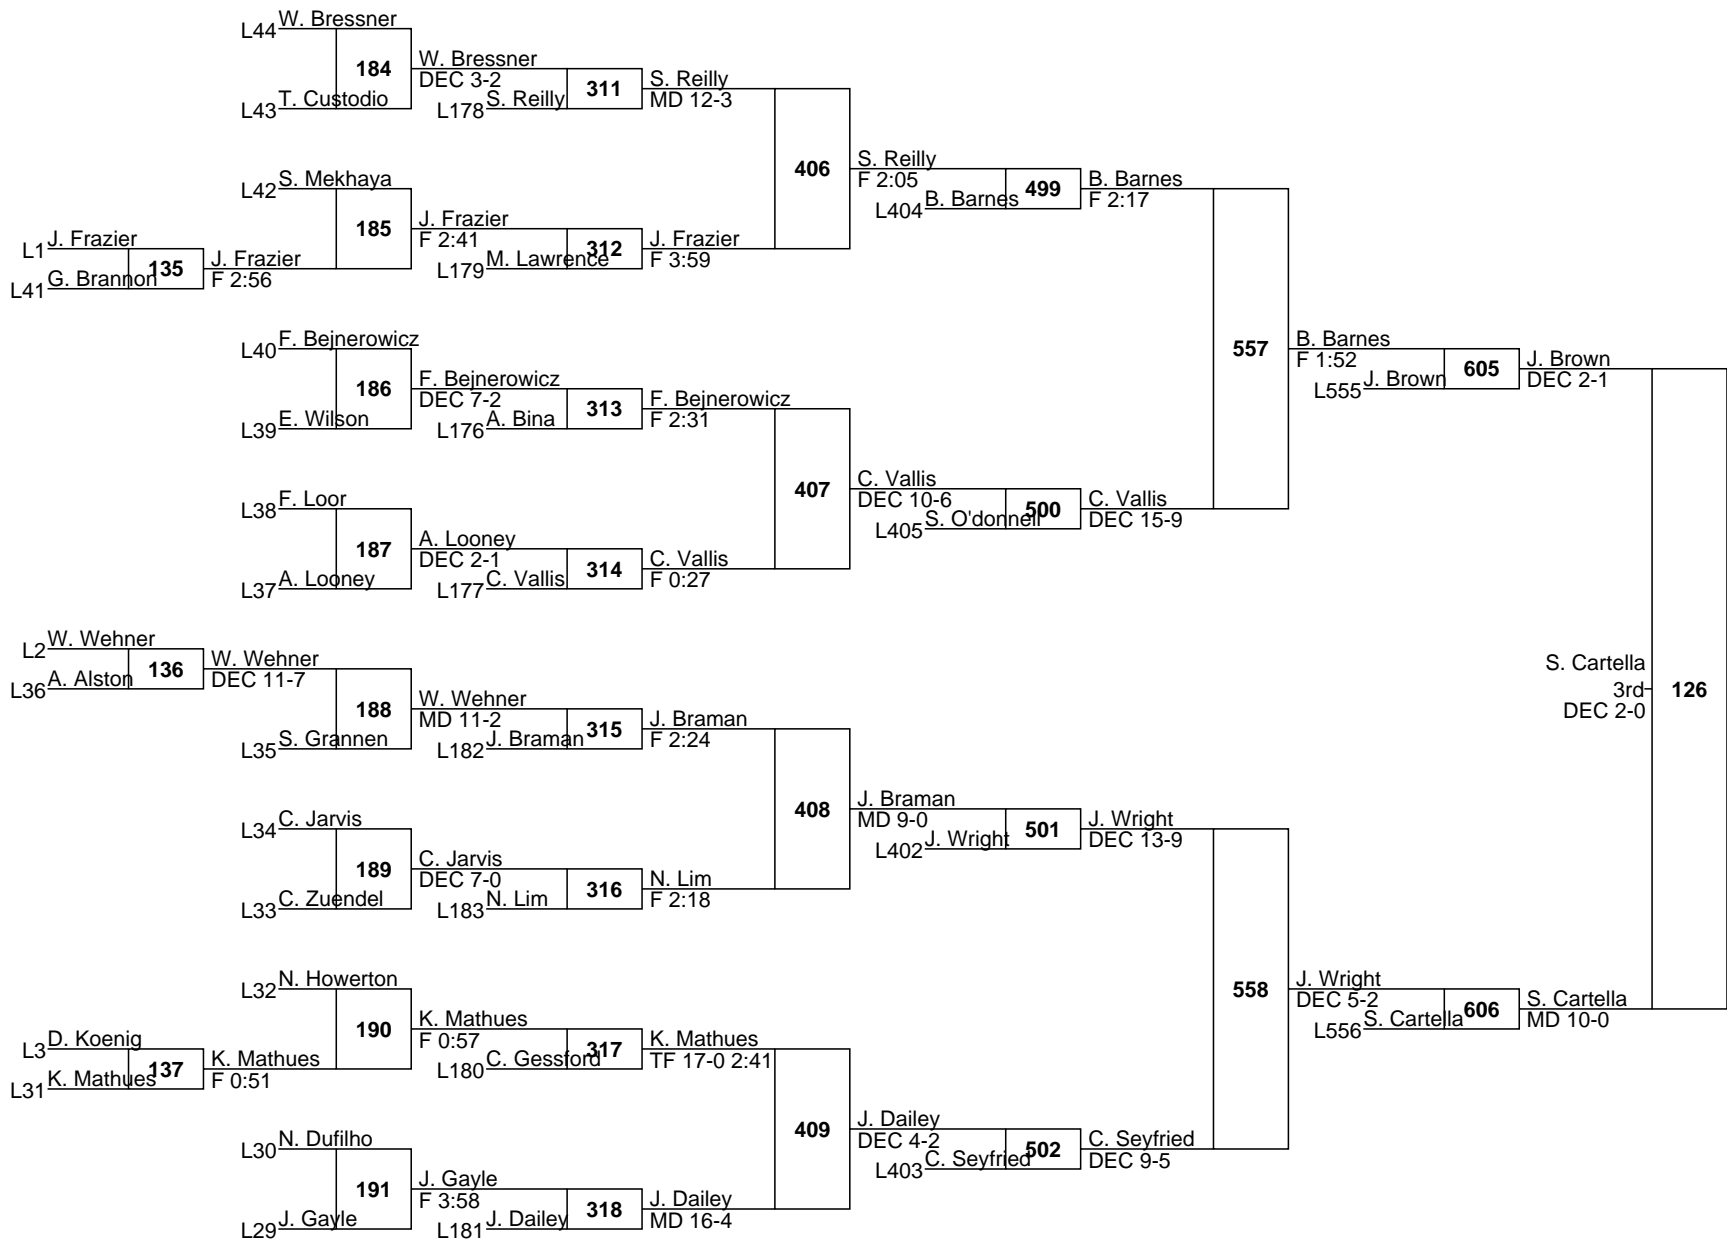 W. Bressner
L44
184
W. Bressner
DEC 3-2
T. Custodio
L43
S. Reilly
L178
311
S. Reilly
MD 12-3
406
S. Reilly
F 2:05
S. Mekhaya
L42
185
J. Frazier
L1
135
G. Brannon
L41
J. Frazier
F 2:56
J. Frazier
F 2:41
M. Lawrence
L179
312
J. Frazier
F 3:59
B. Barnes
L404
499
B. Barnes
F 2:17
F. Bejnerowicz
L40
186
E. Wilson
L39
F. Bejnerowicz
DEC 7-2
A. Bina
L176
313
F. Bejnerowicz
F 2:31
407
F. Loor
L38
187
A. Looney
L37
A. Looney
DEC 2-1
C. Vallis
L177
314
C. Vallis
F 0:27
C. Vallis
DEC 10-6
S. O'donnell
L405
500
C. Vallis
DEC 15-9
557
B. Barnes
F 1:52
J. Brown
L555
605
J. Brown
DEC 2-1
W. Wehner
L2
136
A. Alston
L36
W. Wehner
DEC 11-7
188
S. Grannen
L35
W. Wehner
MD 11-2
J. Braman
L182
315
J. Braman
F 2:24
408
C. Jarvis
L34
189
C. Zuendel
L33
C. Jarvis
DEC 7-0
N. Lim
L183
316
N. Lim
F 2:18
J. Braman
MD 9-0
J. Wright
L402
501
J. Wright
DEC 13-9
S. Cartella
3rd
DEC 2-0
126
N. Howerton
L32
190
D. Koenig
L3
137
K. Mathues
L31
K. Mathues
F 0:51
K. Mathues
F 0:57
C. Gessford
L180
317
K. Mathues
TF 17-0 2:41
409
N. Dufilho
L30
191
J. Gayle
L29
J. Gayle
F 3:58
J. Dailey
L181
318
J. Dailey
MD 16-4
J. Dailey
DEC 4-2
C. Seyfried
L403
502
C. Seyfried
DEC 9-5
558
J. Wright
DEC 5-2
S. Cartella
L556
606
S. Cartella
MD 10-0